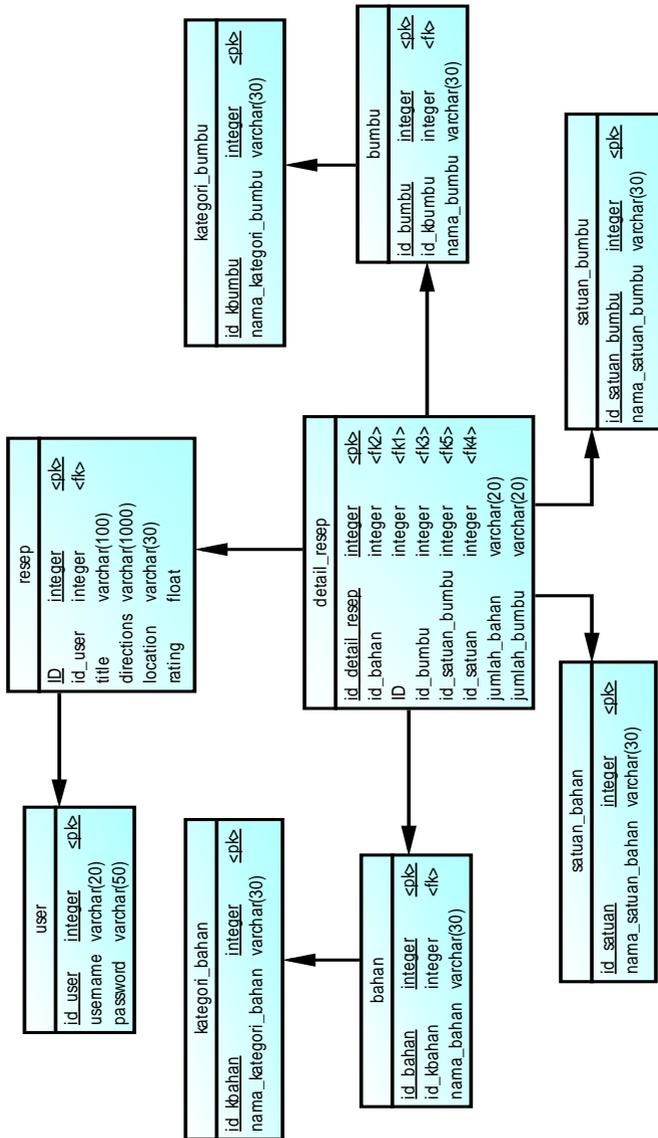 user
id_user integer <pk>
username varchar(20)
password varchar(50)
resep
ID integer <pk>
id_user integer <fk>
title varchar(100)
directions varchar(1000)
location varchar(30)
rating float
kategori_bahan
id_kbahan integer <pk>
nama_kategori_bahan varchar(30)
kategori_bumbu
id_kbumbu integer <pk>
nama_kategori_bumbu varchar(30)
bahan
id_bahan integer <pk>
id_kbahan integer <fk>
nama_bahan varchar(30)
detail_resep
id_detail_resep integer <pk>
id_bahan integer <fk2>
ID integer <fk1>
id_bumbu integer <fk3>
id_satuan_bumbu integer <fk5>
id_satuan integer <fk4>
jumlah_bahan varchar(20)
jumlah_bumbu varchar(20)
bumbu
id_bumbu integer <pk>
id_kbumbu integer <fk>
nama_bumbu varchar(30)
satuan_bahan
id_satuan integer <pk>
nama_satuan_bahan varchar(30)
satuan_bumbu
id_satuan_bumbu integer <pk>
nama_satuan_bumbu varchar(30)